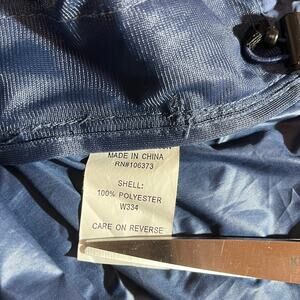 MADE IN CHINA
RN#106373
SHELL:
100% POLYESTER
W334
CARE ON REVERSE